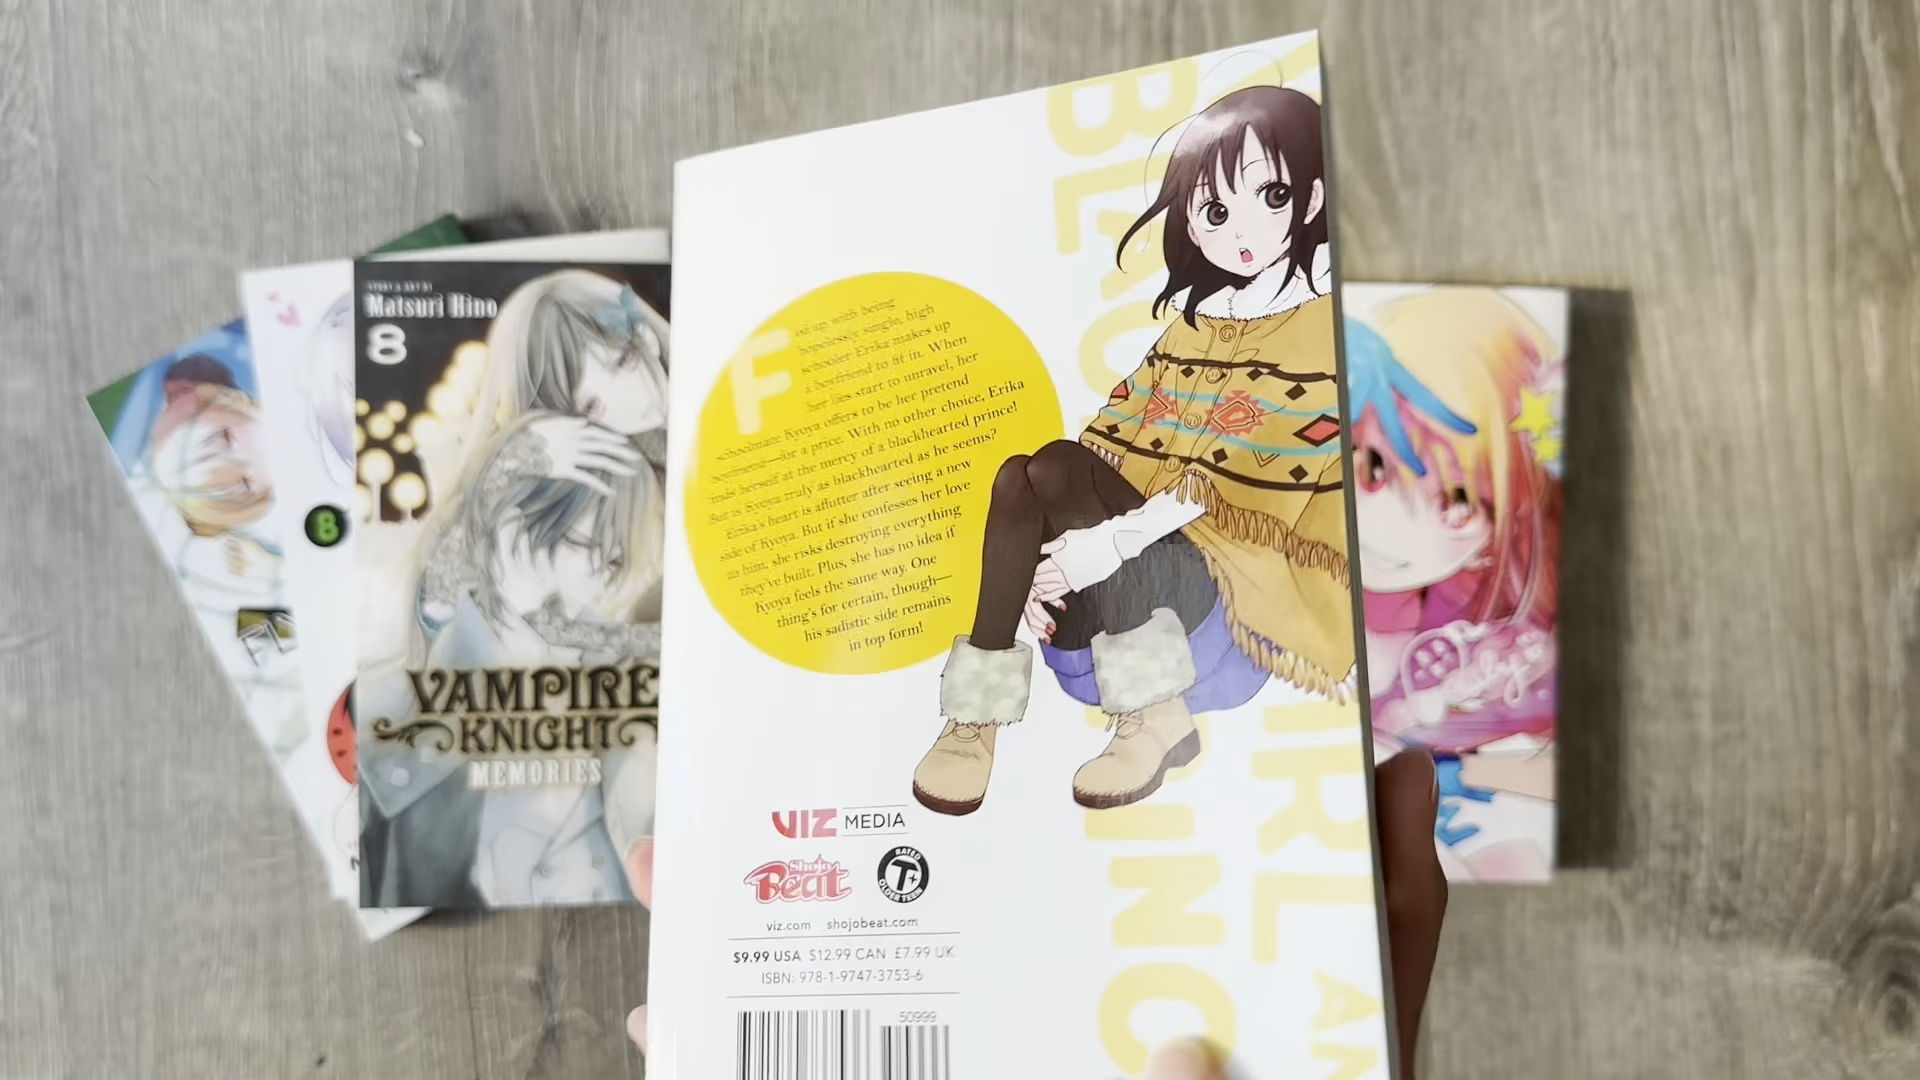 STORY & ART BY
Matsuri Hino
8
VAMPIRE
KNIGHT
MEMORIES
8
Fed up with being
hopelessly single, high
schooler Erika makes up
a boyfriend to fit in. When
her lies start to unravel, her
schoolmate Kyoya offers to be her pretend
boyfriend—for a price. With no other choice, Erika
finds herself at the mercy of a blackhearted prince!
But is Kyoya truly as blackhearted as he seems?
Erika's heart is aflutter after seeing a new
side of Kyoya. But if she confesses her love
to him, she risks destroying everything
they've built. Plus, she has no idea if
Kyoya feels the same way. One
thing's for certain, though—
his sadistic side remains
in top form!
VIZ MEDIA
Shojo
Beat
RATED
T+
OLDER TEEN
viz.com shojobeat.com
$9.99 USA $12.99 CAN £7.99 UK
ISBN: 978-1-9747-3753-6
50999